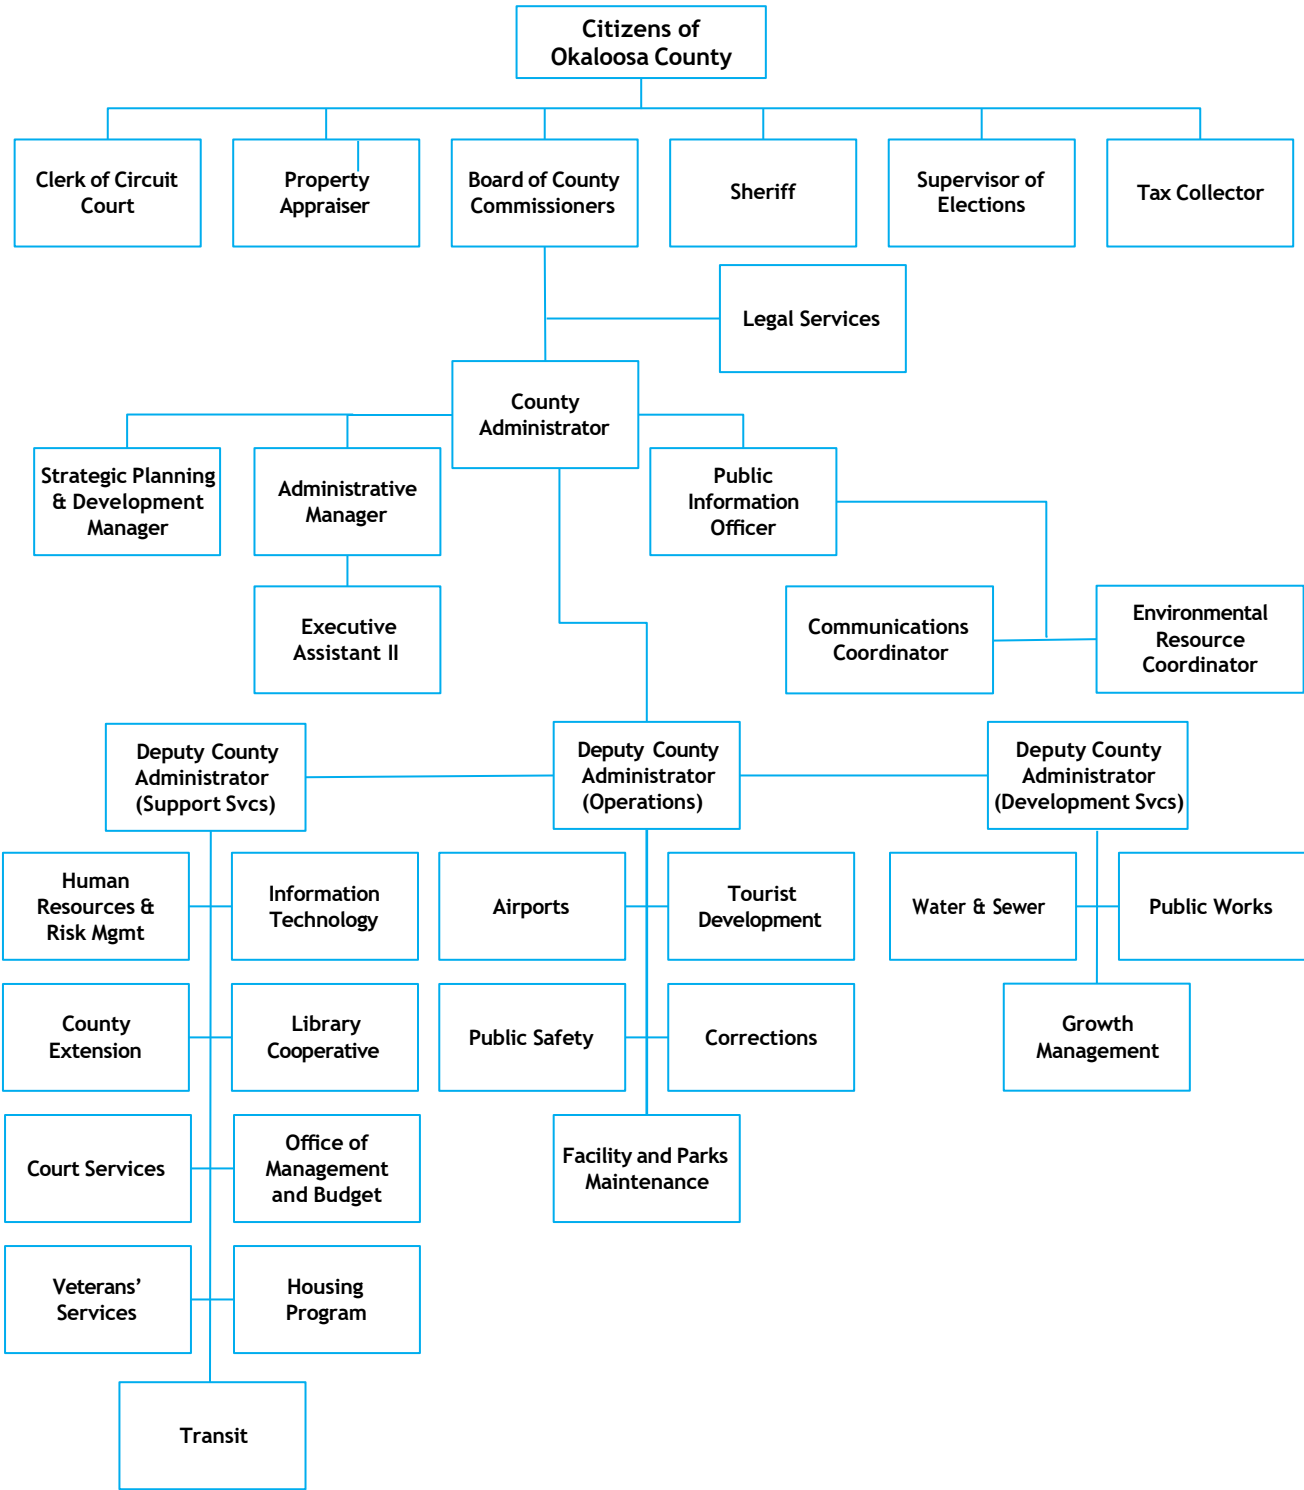 Citizens of
Okaloosa County
Clerk of Circuit
Court
Property
Appraiser
Board of County
Commissioners
Sheriff
Supervisor of
Elections
Tax Collector
Legal Services
County
Administrator
Strategic Planning
& Development
Manager
Administrative
Manager
Public
Information
Officer
Executive
Assistant II
Communications
Coordinator
Environmental
Resource
Coordinator
Deputy County
Administrator
(Support Svcs)
Deputy County
Administrator
(Operations)
Deputy County
Administrator
(Development Svcs)
Human
Resources &
Risk Mgmt
Information
Technology
Airports
Tourist
Development
Water & Sewer
Public Works
County
Extension
Library
Cooperative
Public Safety
Corrections
Growth
Management
Court Services
Office of
Management
and Budget
Facility and Parks
Maintenance
Veterans’
Services
Housing
Program
Transit